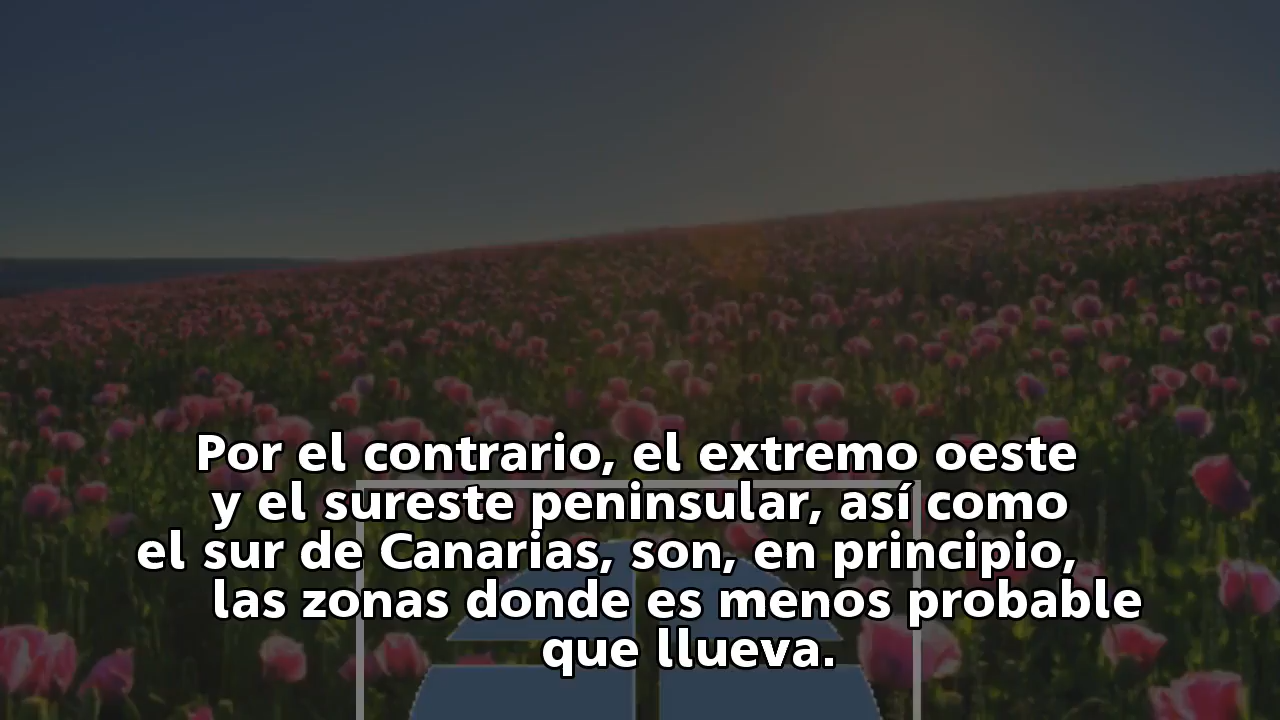 Por el contrario, el extremo oeste
y el sureste peninsular, así como
el sur de Canarias, son, en principio,
las zonas donde es menos probable
que llueva.